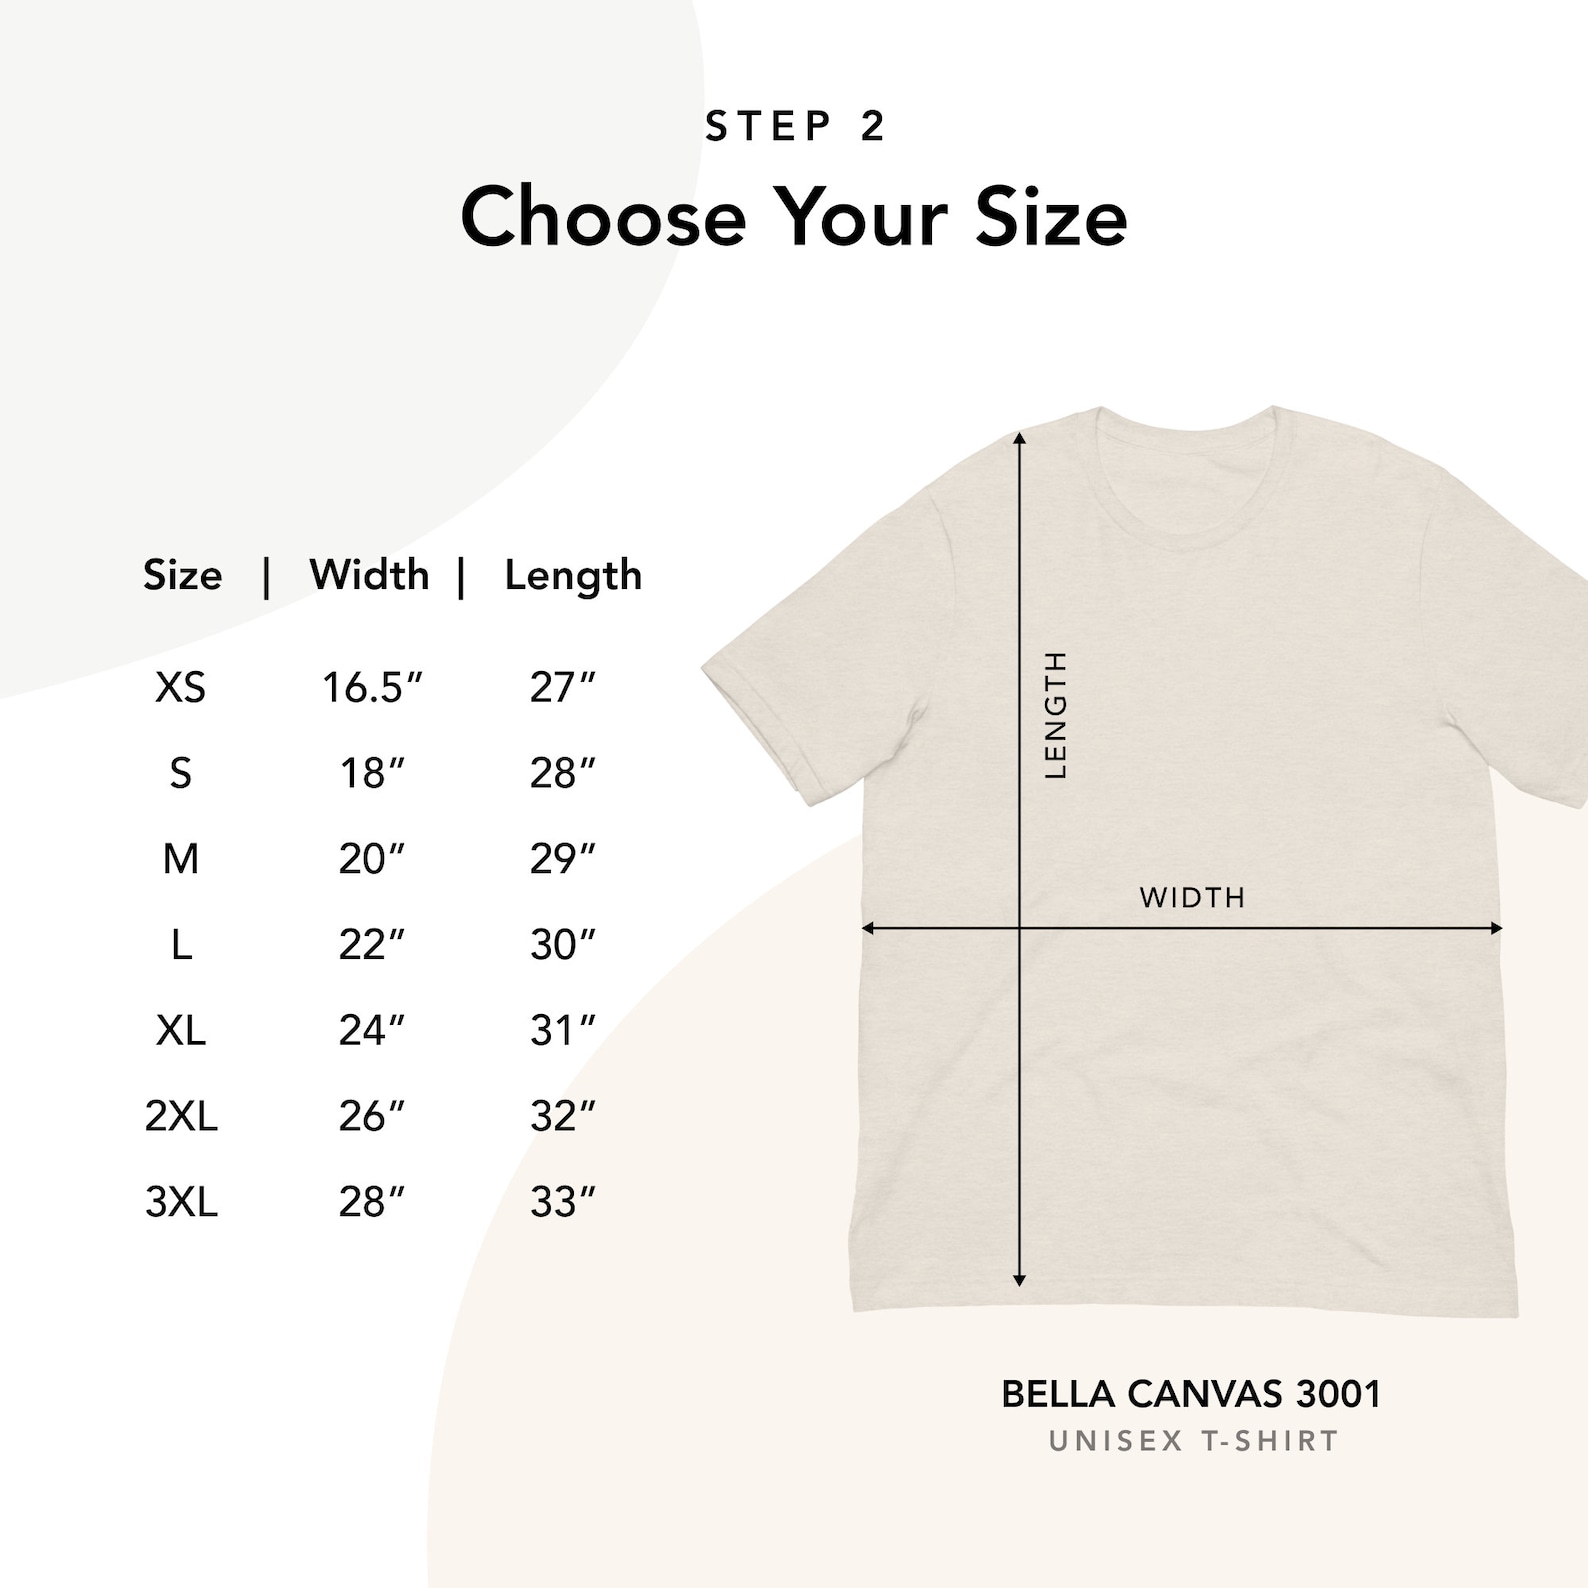 STEP 2
Choose Your Size
Size | Width | Length
XS 16.5” 27”
S 18” 28”
M 20” 29”
L 22” 30”
XL 24” 31”
2XL 26” 32”
3XL 28” 33”
LENGTH
WIDTH
BELLA CANVAS 3001
UNISEX T-SHIRT